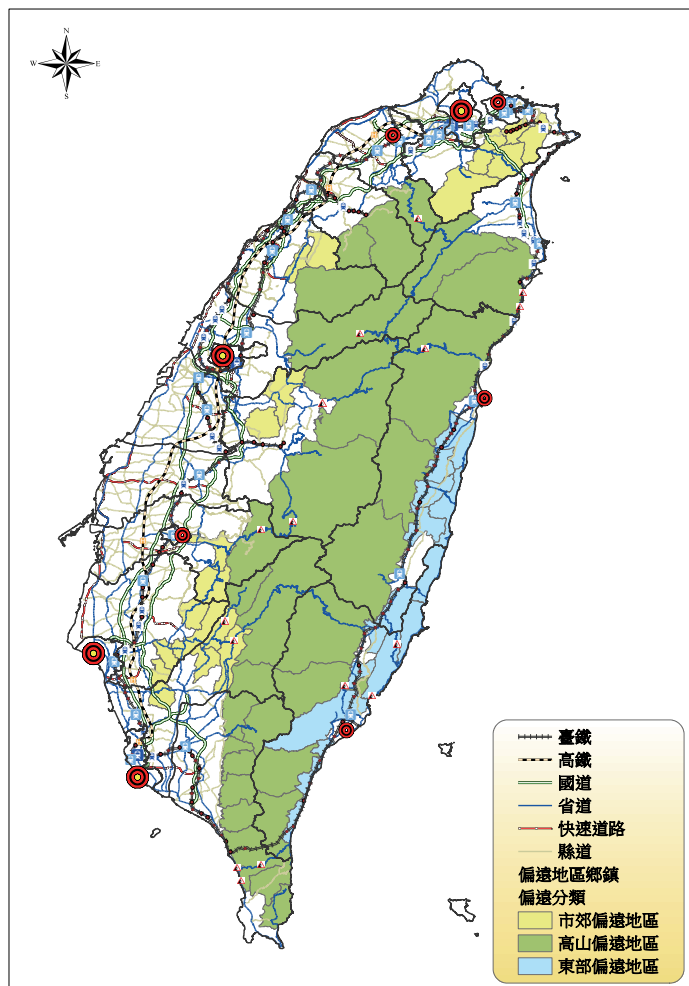 N
W E
S
臺鐵
高鐵
國道
省道
快速道路
縣道
偏遠地區鄉鎮
偏遠分類
市郊偏遠地區
高山偏遠地區
東部偏遠地區